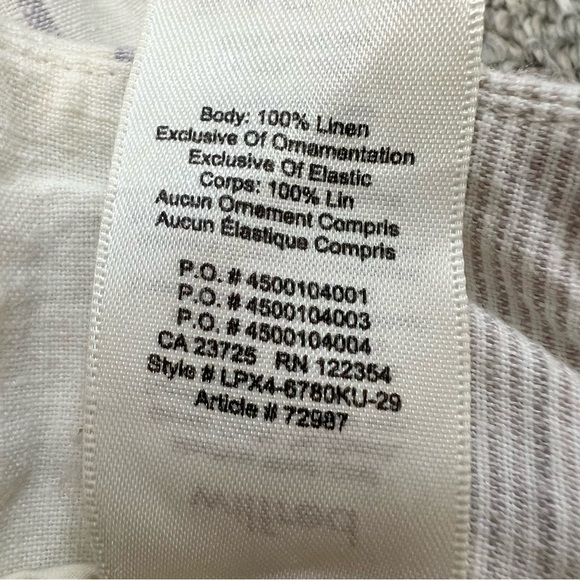 Body: 100% Linen
Exclusive Of Ornamentation
Exclusive Of Elastic
Corps: 100% Lin
Aucun Ornement Compris
Aucun Élastique Compris
P.O. # 4500104001
P.O. # 4500104003
P.O. # 4500104004
CA 23725 RN 122354
Style # LPX4-6780KU-29
Article # 72987